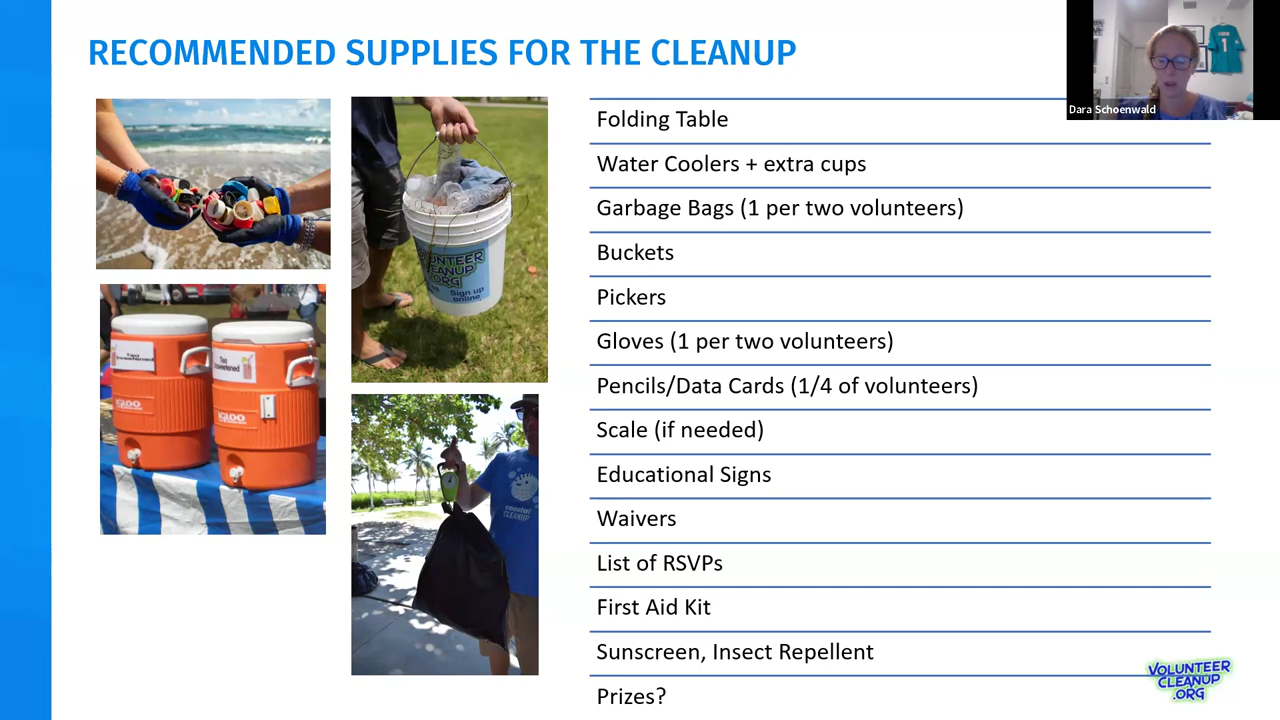 RECOMMENDED SUPPLIES FOR THE CLEANUP
Dara Schoenwald
1
Folding Table
Water Coolers + extra cups
Garbage Bags (1 per two volunteers)
Buckets
Pickers
Gloves (1 per two volunteers)
Pencils/Data Cards (1/4 of volunteers)
Scale (if needed)
Educational Signs
Waivers
List of RSVPs
First Aid Kit
Sunscreen, Insect Repellent
Prizes?
.ORG
Sign up
online
IGLOO
IGLOO
coastal
CLEANUP
VOLUNTEER
CLEANUP
.ORG